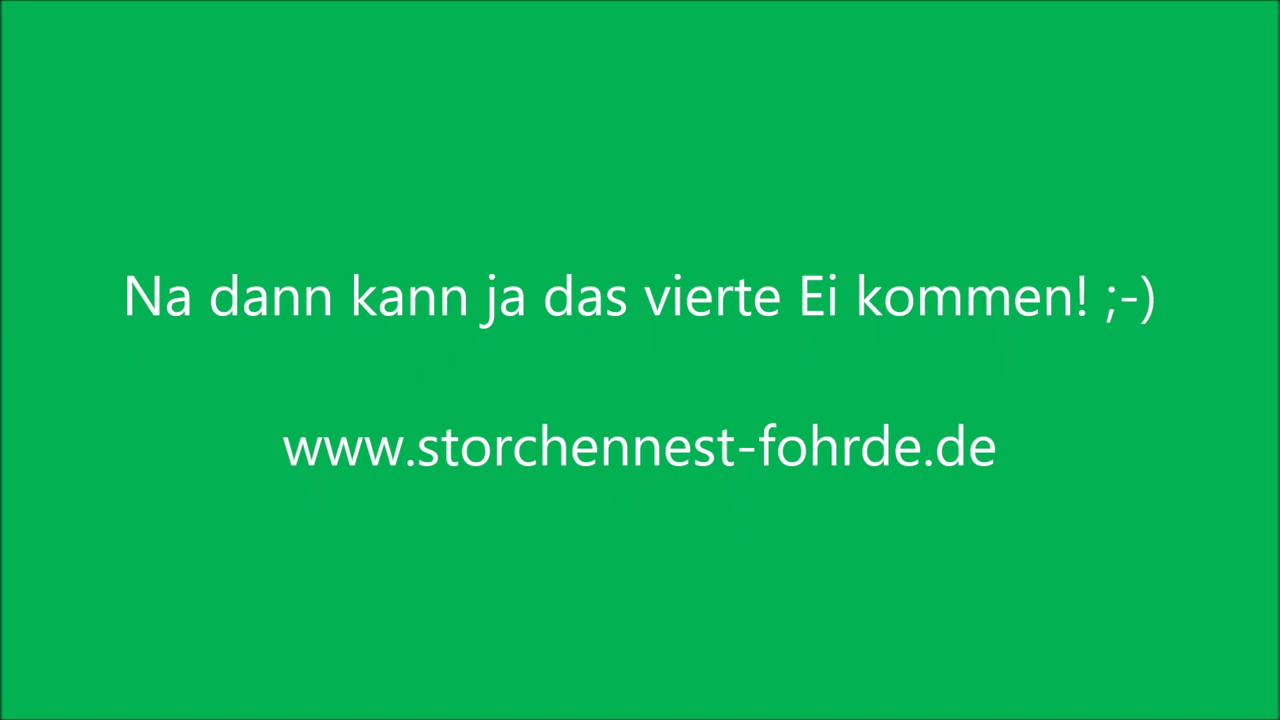 Na dann kann ja das vierte Ei kommen! ;-)
www.storchennest-fohrde.de